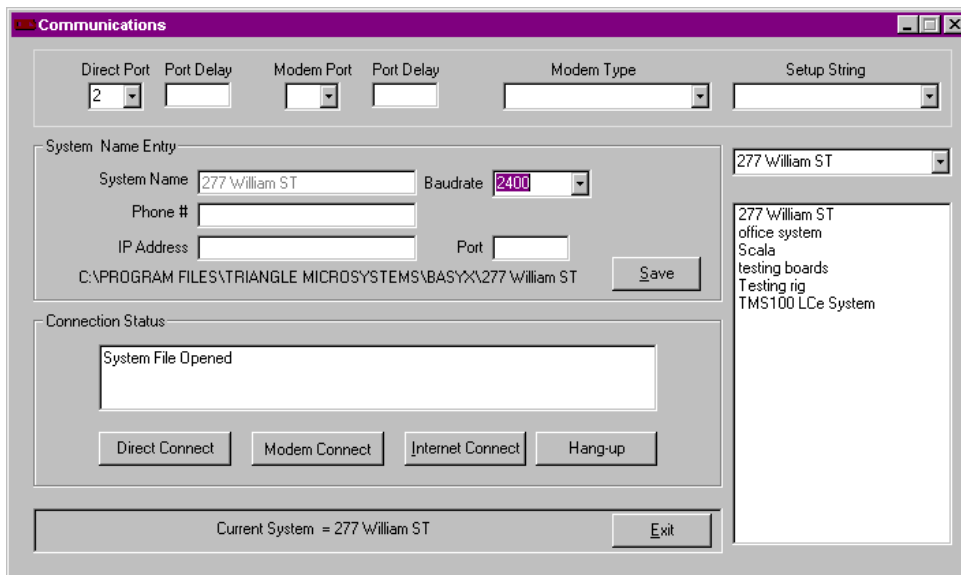 Communications
Direct Port Port Delay Modem Port Port Delay Modem Type Setup String
2
System Name Entry
System Name 277 William ST Baudrate 2400
Phone #
IP Address Port
C:\PROGRAM FILES\TRIANGLE MICROSYSTEMS\BASYX\277 William ST Save
277 William ST
277 William ST
office system
Scala
testing boards
Testing rig
TMS100 LCe System
Connection Status
System File Opened
Direct Connect Modem Connect Internet Connect Hang-up
Current System = 277 William ST Exit